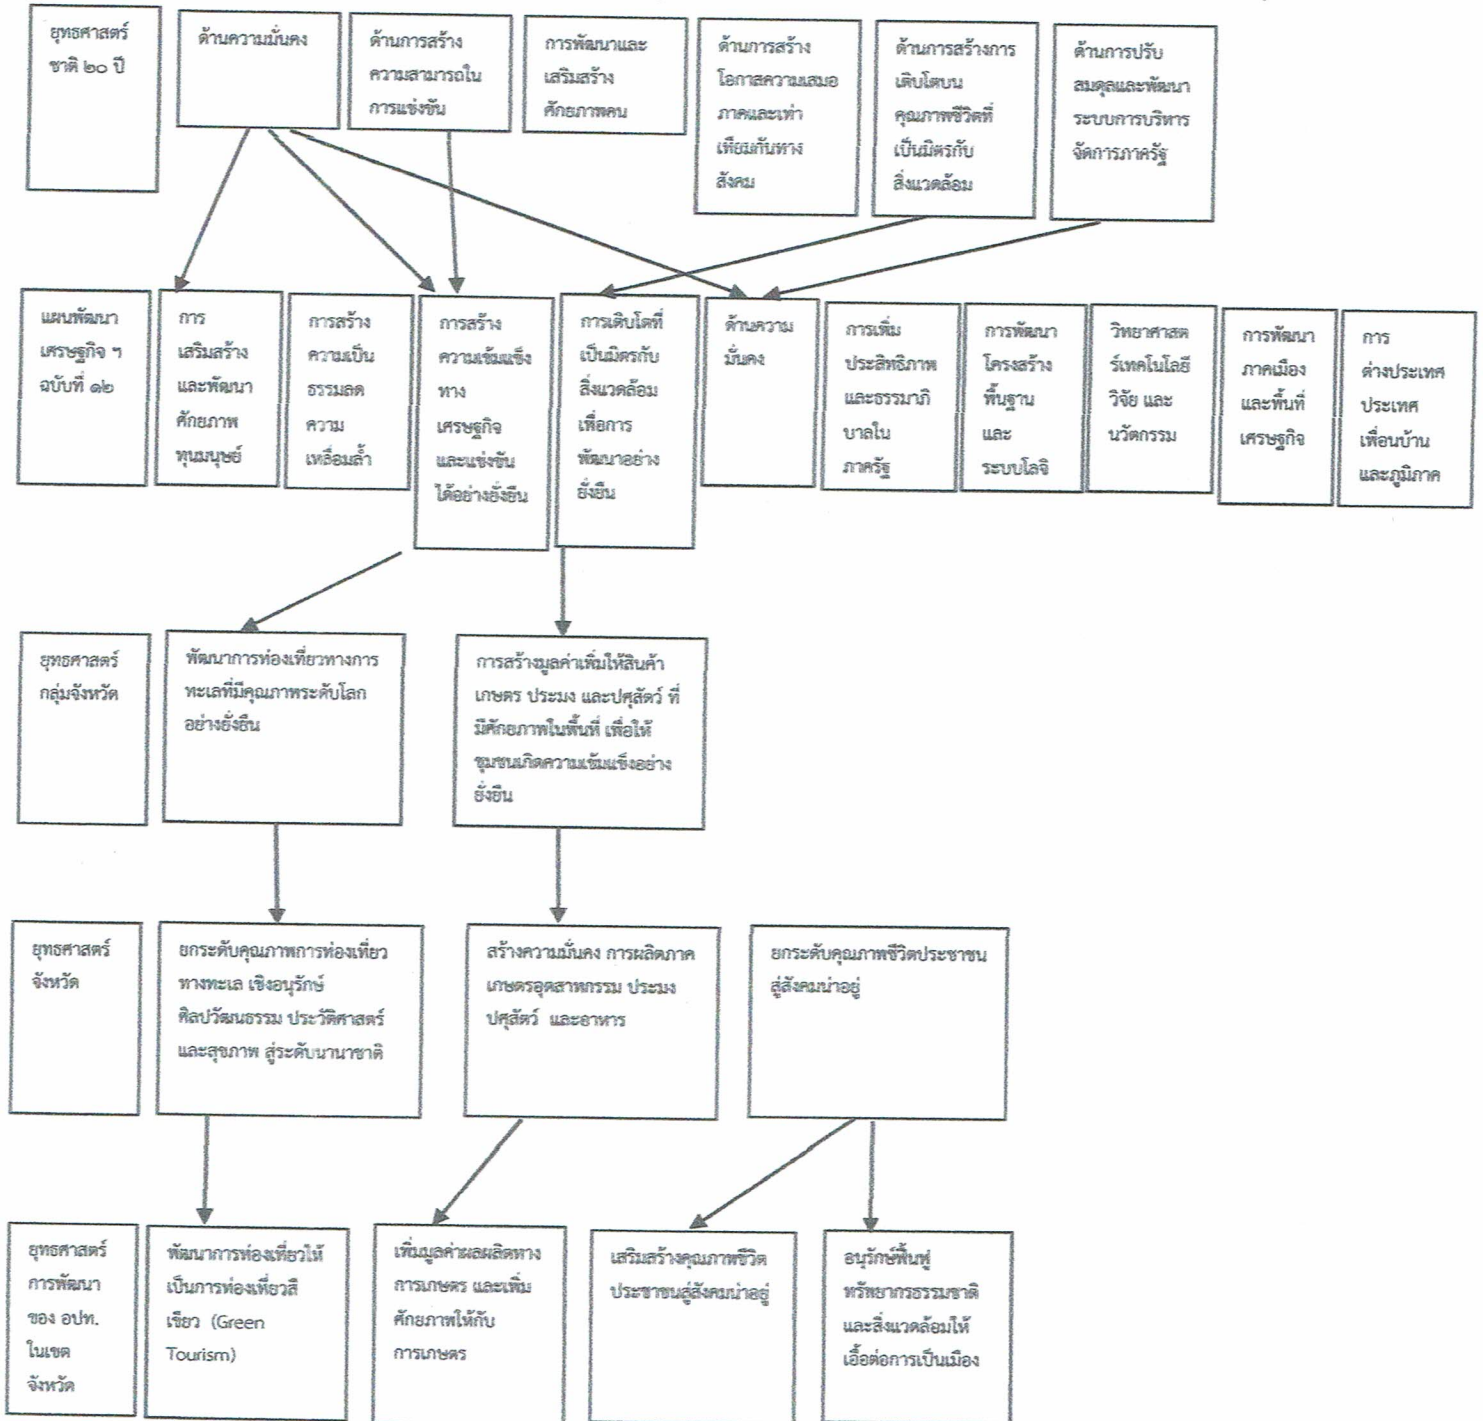 ยุทธศาสตร์
ชาติ ๒๐ ปี
ด้านความมั่นคง
ด้านการสร้าง
ความสามารถใน
การแข่งขัน
การพัฒนาและ
เสริมสร้าง
ศักยภาพคน
ด้านการสร้าง
โอกาสความเสมอ
ภาคและเท่า
เทียมกันทาง
สังคม
ด้านการสร้างการ
เติบโตบน
คุณภาพชีวิตที่
เป็นมิตรกับ
สิ่งแวดล้อม
ด้านการปรับ
สมดุลและพัฒนา
ระบบการบริหาร
จัดการภาครัฐ
แผนพัฒนา
เศรษฐกิจ ฯ
ฉบับที่ ๑๒
การ
เสริมสร้าง
และพัฒนา
ศักยภาพ
ทุนมนุษย์
การสร้าง
ความเป็น
ธรรมลด
ความ
เหลื่อมล้ำ
การสร้าง
ความเข้มแข็ง
ทาง
เศรษฐกิจ
และแข่งขัน
ได้อย่างยั่งยืน
การเติบโตที่
เป็นมิตรกับ
สิ่งแวดล้อม
เพื่อการ
พัฒนาอย่าง
ยั่งยืน
ด้านความ
มั่นคง
การเพิ่ม
ประสิทธิภาพ
และธรรมาภิ
บาลใน
ภาครัฐ
การพัฒนา
โครงสร้าง
พื้นฐาน
และ
ระบบโลจิ
วิทยาศาสต
ร์เทคโนโลยี
วิจัย และ
นวัตกรรม
การพัฒนา
ภาคเมือง
และพื้นที่
เศรษฐกิจ
การ
ต่างประเทศ
ประเทศ
เพื่อนบ้าน
และภูมิภาค
ยุทธศาสตร์
กลุ่มจังหวัด
พัฒนาการท่องเที่ยวทางการ
ทะเลที่มีคุณภาพระดับโลก
อย่างยั่งยืน
การสร้างมูลค่าเพิ่มให้สินค้า
เกษตร ประมง และปศุสัตว์ ที่
มีศักยภาพในพื้นที่ เพื่อให้
ชุมชนเกิดความเข้มแข็งอย่าง
ยั่งยืน
ยุทธศาสตร์
จังหวัด
ยกระดับคุณภาพการท่องเที่ยว
ทางทะเล เชิงอนุรักษ์
ศิลปวัฒนธรรม ประวัติศาสตร์
และสุขภาพ สู่ระดับนานาชาติ
สร้างความมั่นคง การผลิตภาค
เกษตรอุตสาหกรรม ประมง
ปศุสัตว์ และอาหาร
ยกระดับคุณภาพชีวิตประชาชน
สู่สังคมน่าอยู่
ยุทธศาสตร์
การพัฒนา
ของ อปท.
ในเขต
จังหวัด
พัฒนาการท่องเที่ยวให้
เป็นการท่องเที่ยวสี
เขียว (Green
Tourism)
เพิ่มมูลค่าผลผลิตทาง
การเกษตร และเพิ่ม
ศักยภาพให้กับ
การเกษตร
เสริมสร้างคุณภาพชีวิต
ประชาชนสู่สังคมน่าอยู่
อนุรักษ์ฟื้นฟู
ทรัพยากรธรรมชาติ
และสิ่งแวดล้อมให้
เอื้อต่อการเป็นเมือง